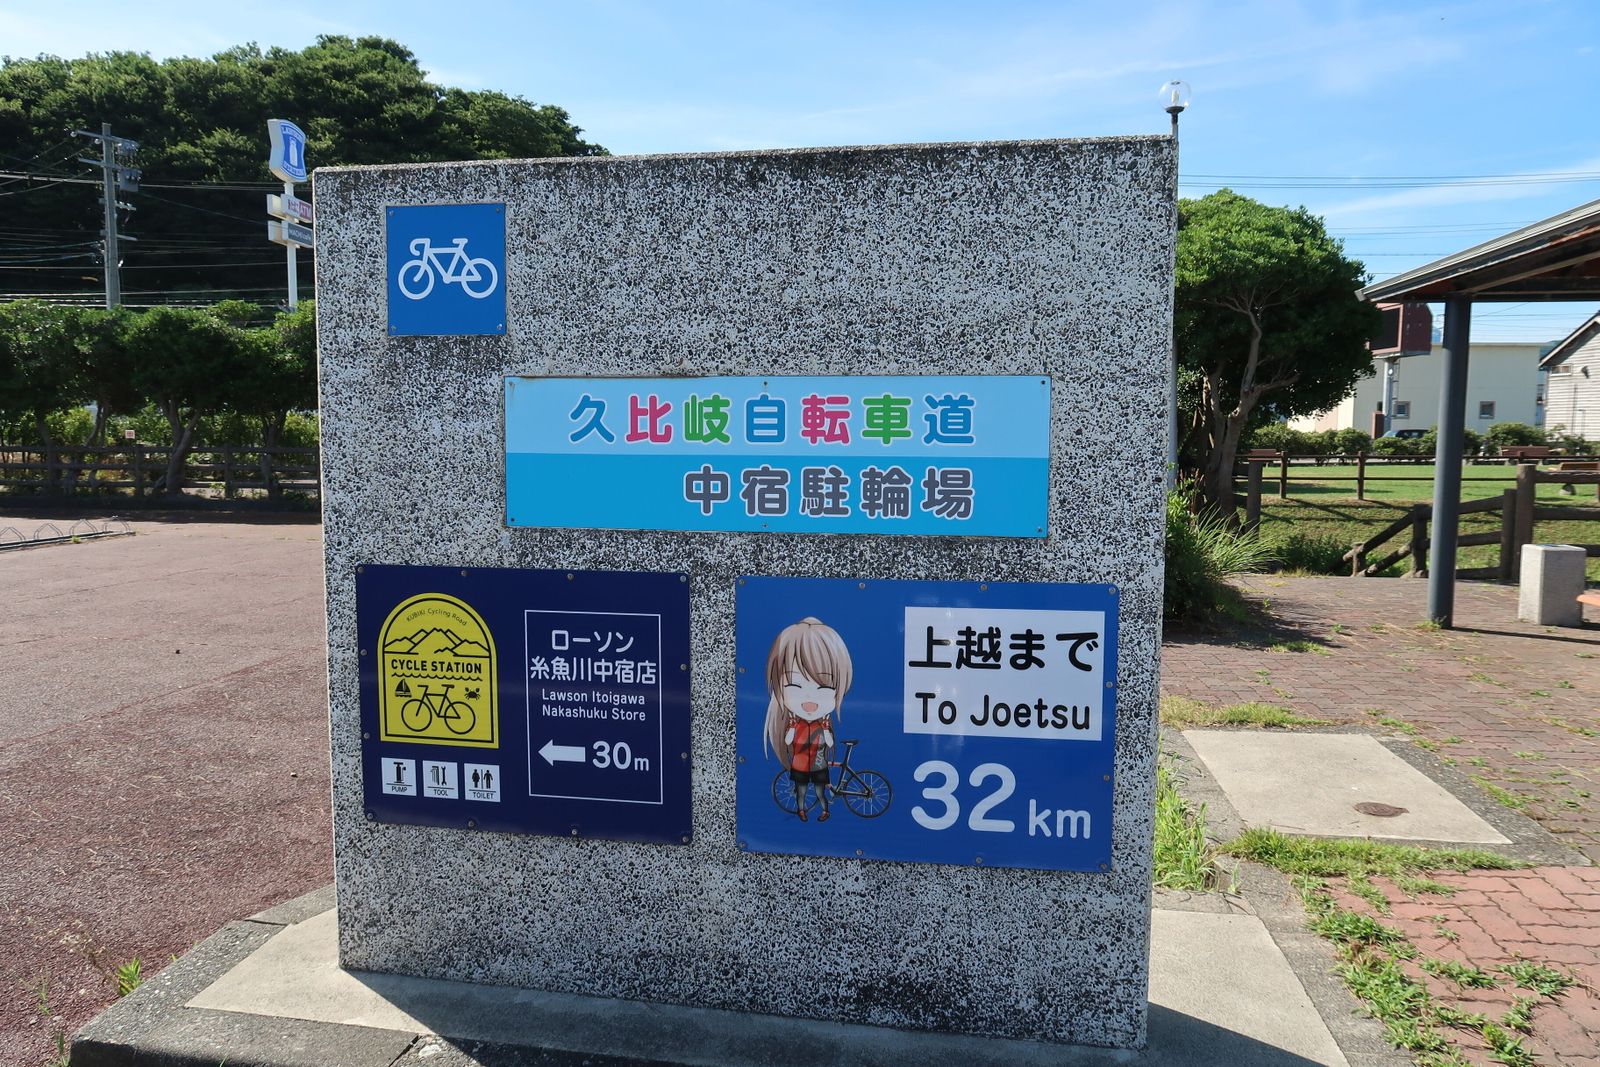 久比岐自転車道
中宿駐輪場
KUBIKI Cycling Road
CYCLE STATION
PUMP
TOOL
TOILET
ローソン
糸魚川中宿店
Lawson Itoigawa
Nakashuku Store
30m
上越まで
To Joetsu
32km
ATM